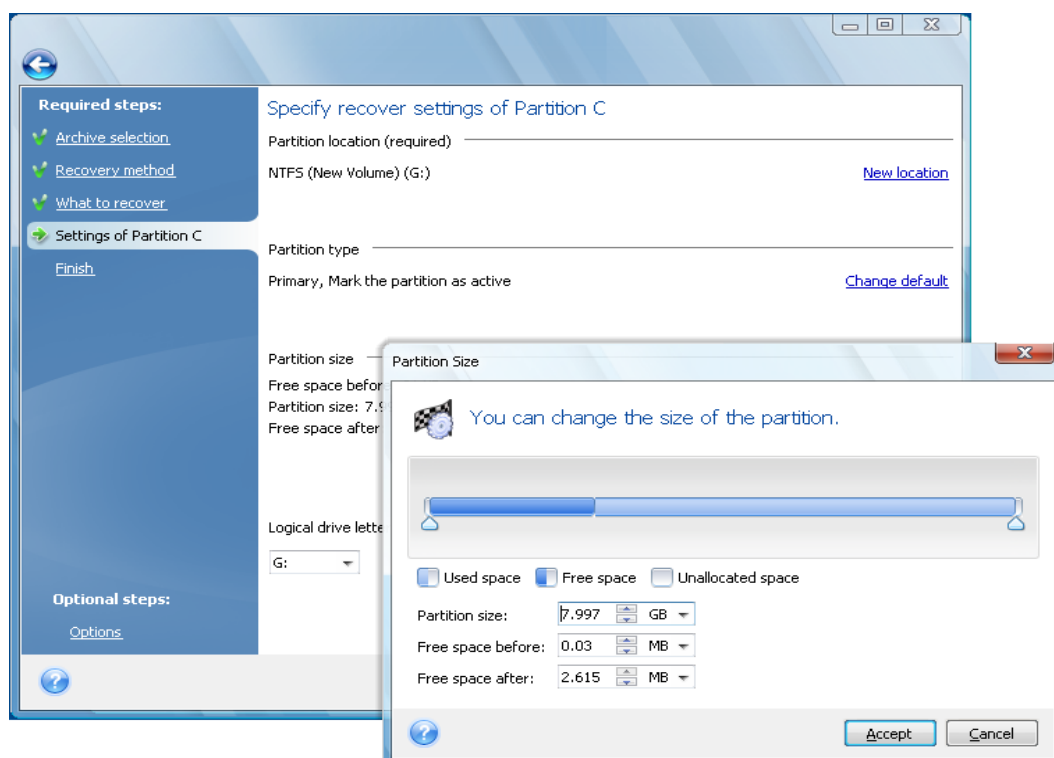 Required steps:
Archive selection
Recovery method
What to recover
Settings of Partition C
Finish
Optional steps:
Options
Specify recover settings of Partition C
Partition location (required)
NTFS (New Volume) (G:)
New location
Partition type
Primary, Mark the partition as active
Change default
Partition size
Free space
Partition size:
Free space after
Logical drive
G:
Partition Size
You can change the size of the partition.
Used space
Free space
Unallocated space
Partition size:
7.997
GB
Free space before:
0.03
MB
Free space after:
2.615
MB
Accept
Cancel